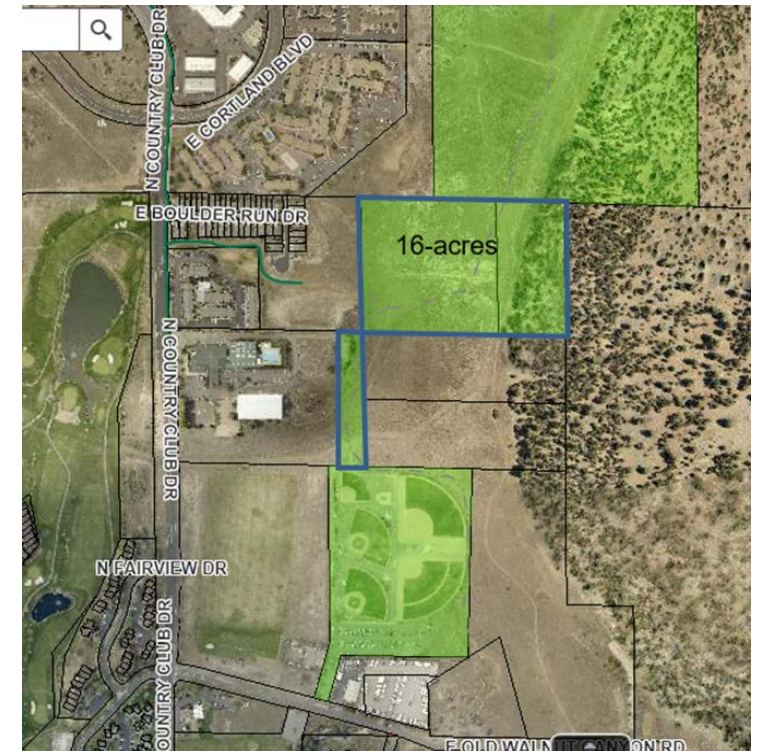 N COUNTRY CLUB DR
E CORTLAND BLVD
E BOULDER RUN DR
16-acres
N COUNTRY CLUB DR
N FAIRVIEW DR
OUNTRY CLUB DR
E OLD WALN
ON RD